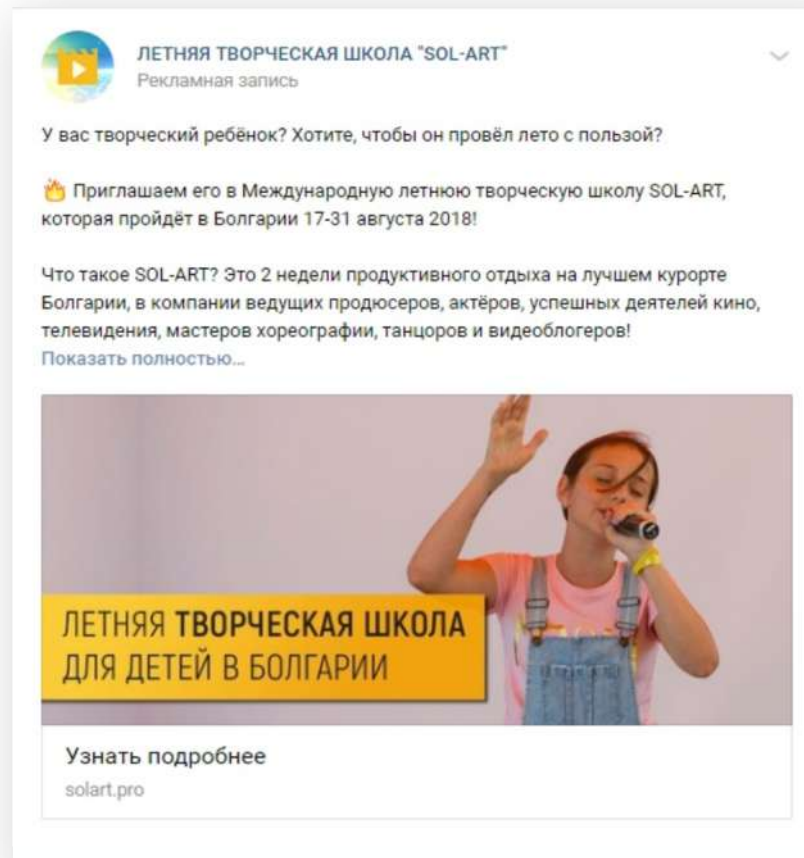 ЛЕТНЯЯ ТВОРЧЕСКАЯ ШКОЛА "SOL-ART"
Рекламная запись
У вас творческий ребёнок? Хотите, чтобы он провёл лето с пользой?
Приглашаем его в Международную летнюю творческую школу SOL-ART,
которая пройдёт в Болгарии 17-31 августа 2018!
Что такое SOL-ART? Это 2 недели продуктивного отдыха на лучшем курорте
Болгарии, в компании ведущих продюсеров, актёров, успешных деятелей кино,
телевидения, мастеров хореографии, танцоров и видеоблогеров!
Показать полностью...
ЛЕТНЯЯ ТВОРЧЕСКАЯ ШКОЛА
ДЛЯ ДЕТЕЙ В БОЛГАРИИ
Узнать подробнее
solart.pro